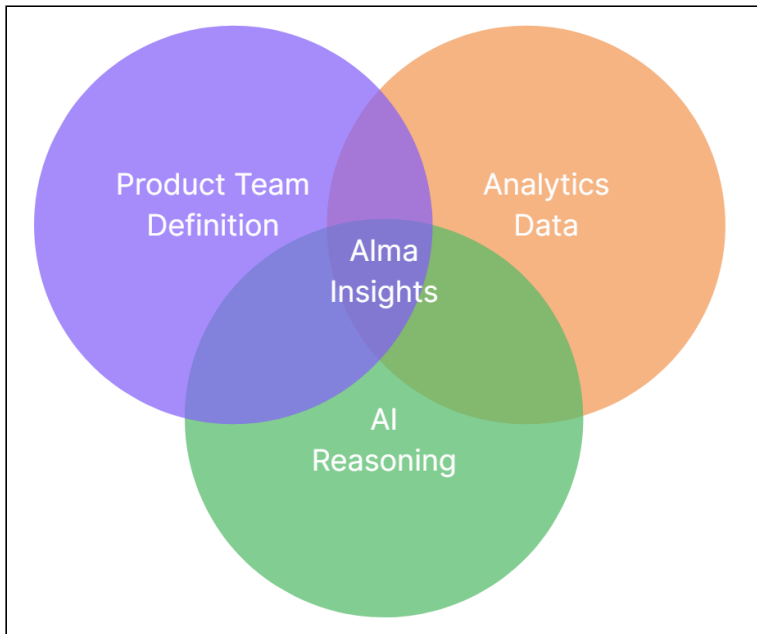 Product Team
Definition
Analytics
Data
Alma
Insights
AI
Reasoning